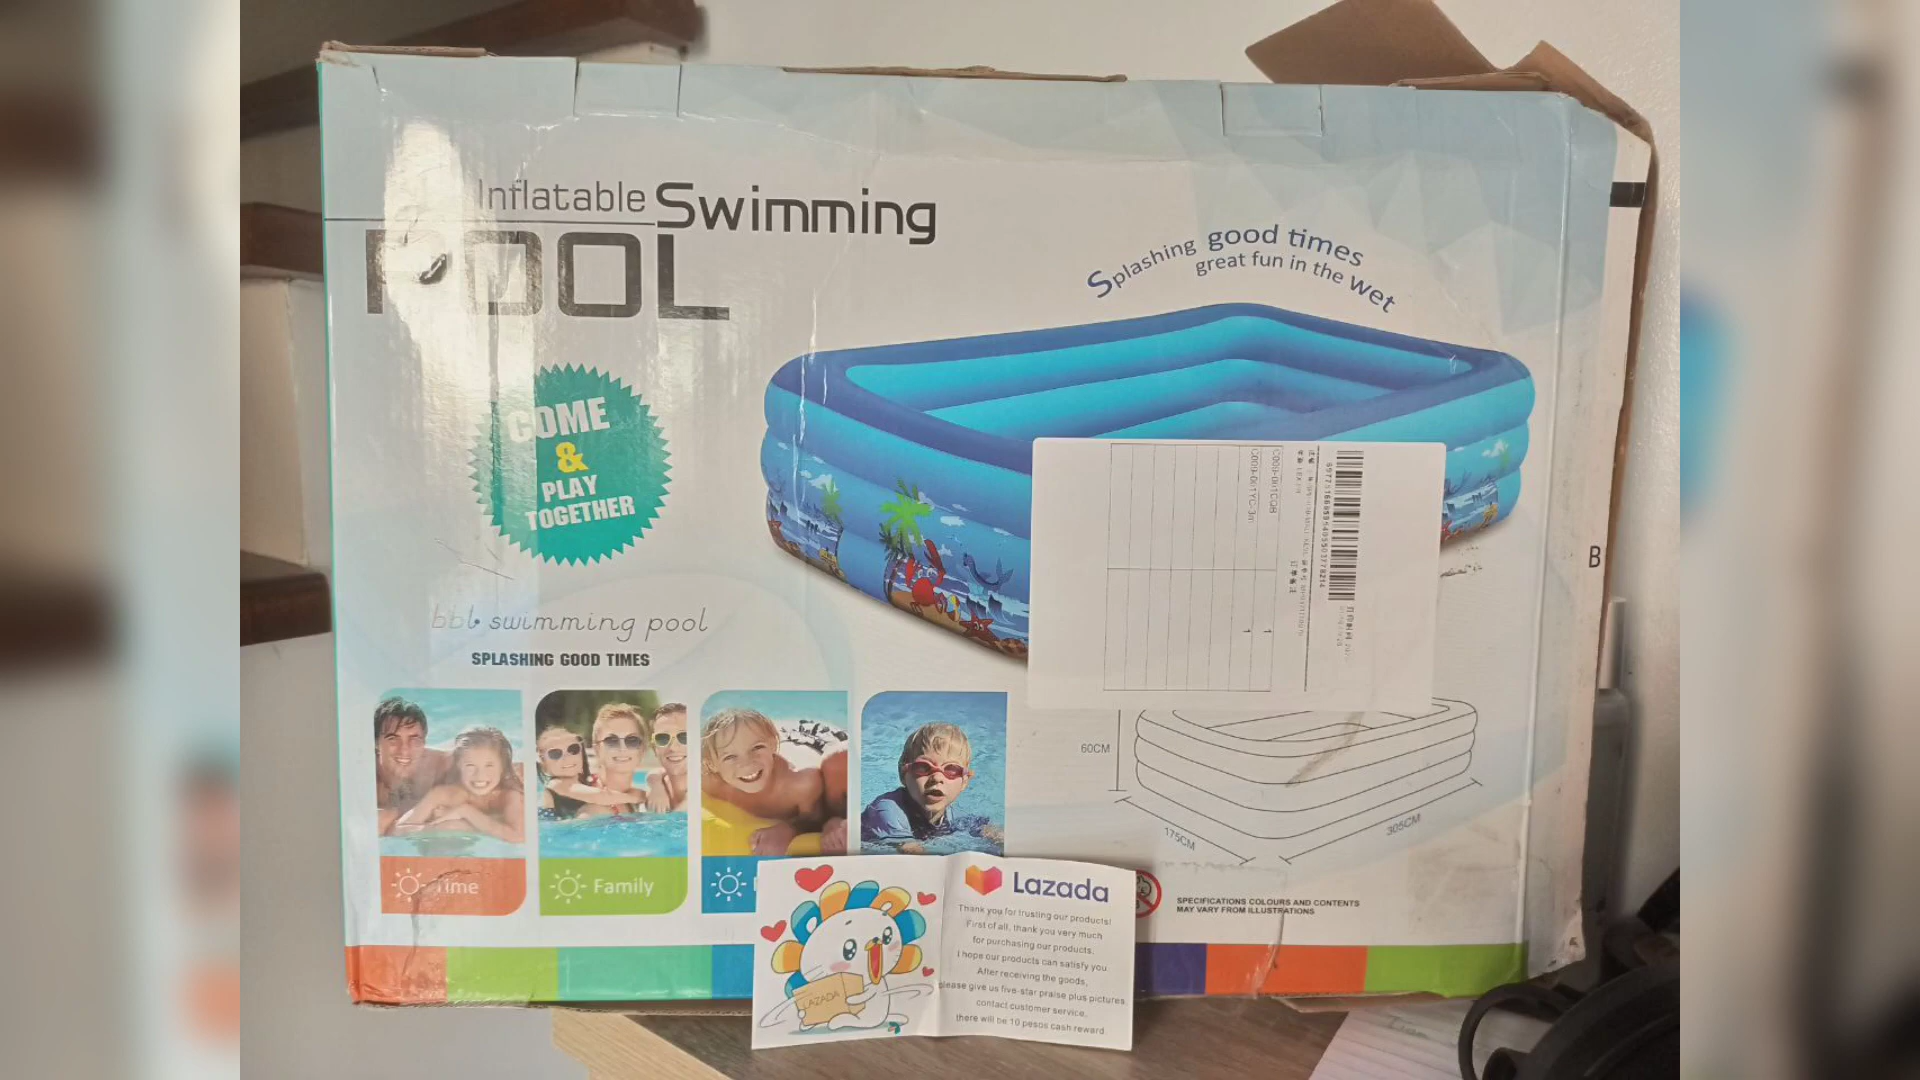 Inflatable Swimming
POOL
Splashing good times
great fun in the wet
COME
&
PLAY
TOGETHER
bbl swimming pool
SPLASHING GOOD TIMES
Time
Family
60CM
175CM
305CM
SPECIFICATIONS COLOURS AND CONTENTS
MAY VARY FROM ILLUSTRATIONS
B
LAZADA
Lazada
Thank you for trusting our products!
First of all, thank you very much
for purchasing our products,
I hope our products can satisfy you
After receiving the goods,
please give us five-star praise plus pictures,
contact customer service,
there will be 10 pesos cash reward